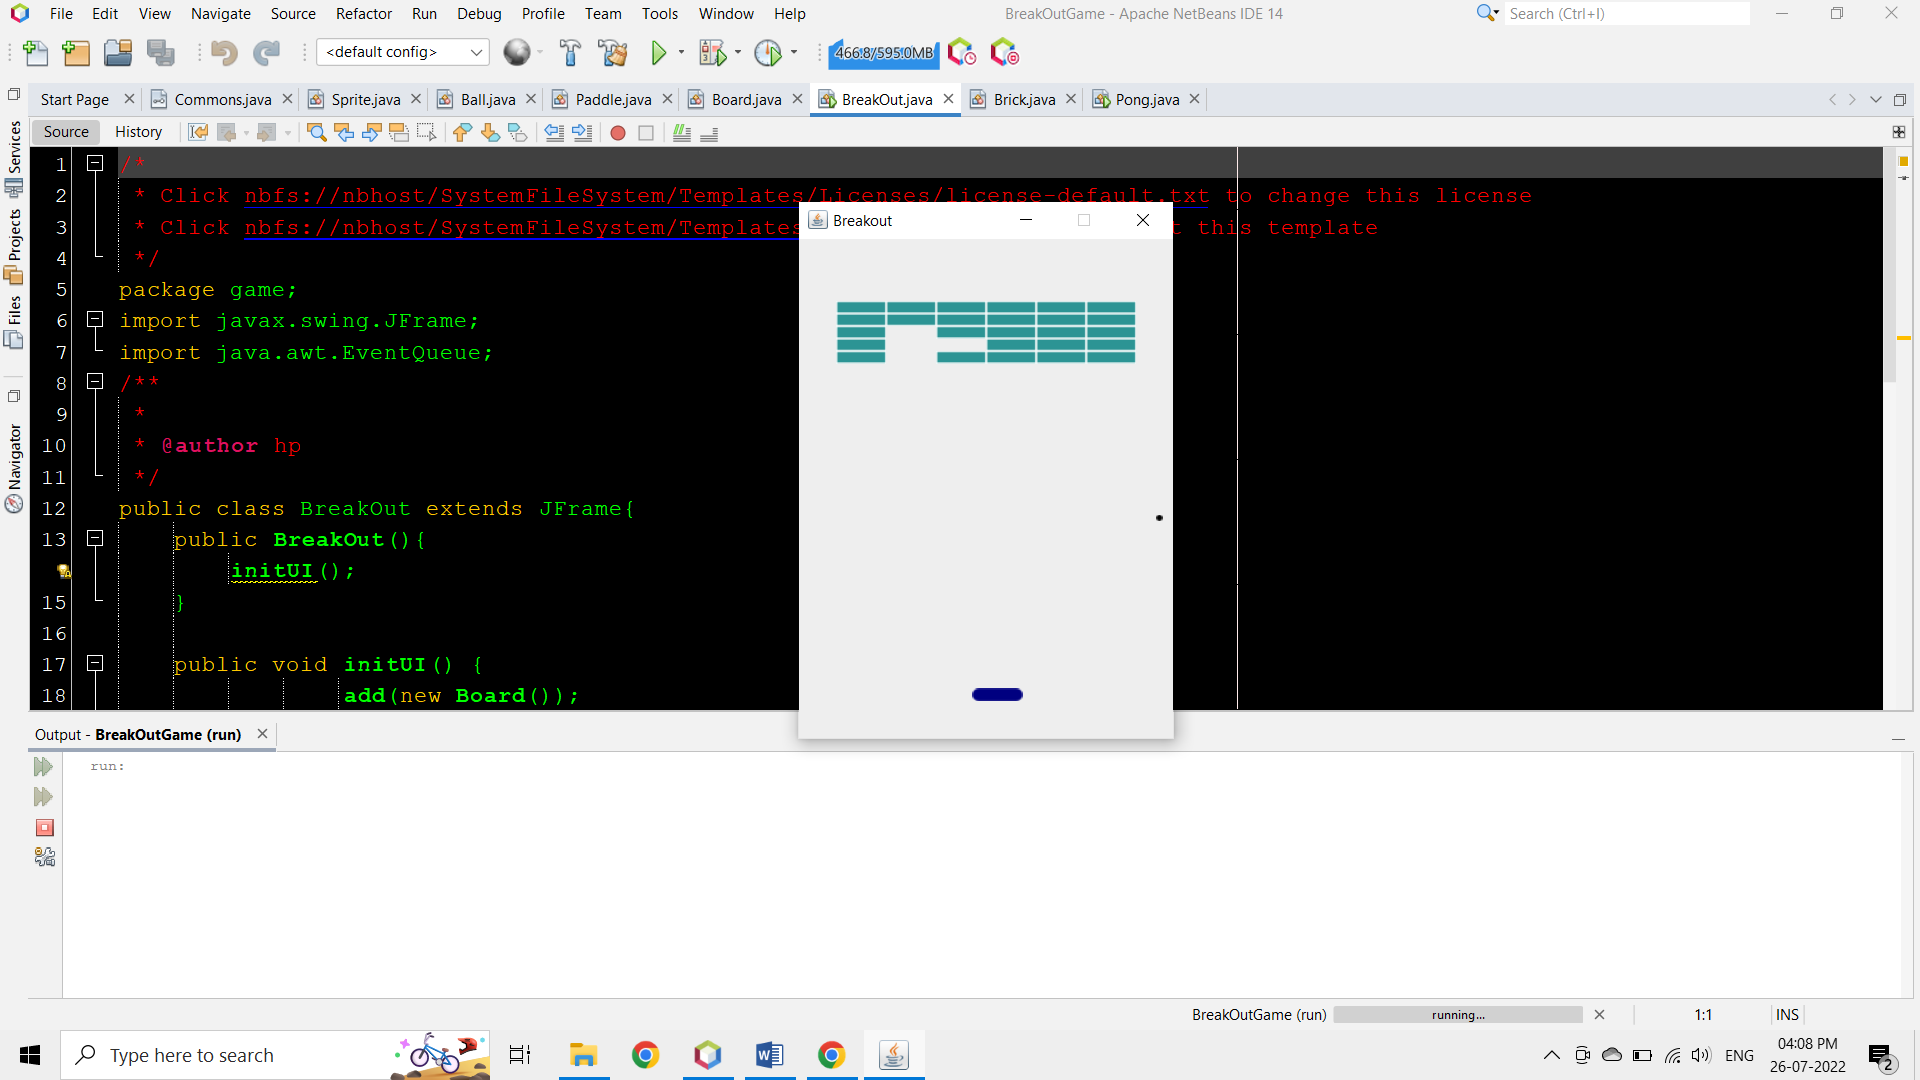 File Edit View Navigate Source Refactor Run Debug Profile Team Tools Window Help
BreakOutGame - Apache NetBeans IDE 14
Search (Ctrl+I)
<default config>
466.8/595.0MB
Start Page Commons.java Sprite.java Ball.java Paddle.java Board.java BreakOut.java Brick.java Pong.java
Source History
Services
Projects
Files
Navigator
1 /*
2 * Click nbfs://nbhost/SystemFileSystem/Templates/Licenses/license-default.txt to change this license
3 * Click nbfs://nbhost/SystemFileSystem/Templates t this template
4 */
5 package game;
6 import javax.swing.JFrame;
7 import java.awt.EventQueue;
8 /**
9 *
10 * @author hp
11 */
12 public class BreakOut extends JFrame{
13 public BreakOut(){
initUI();
15 }
16
17 public void initUI() {
18 add(new Board());
Breakout
Output - BreakOutGame (run)
run:
BreakOutGame (run) running... 1:1 INS
Type here to search
ENG
04:08 PM
26-07-2022
2